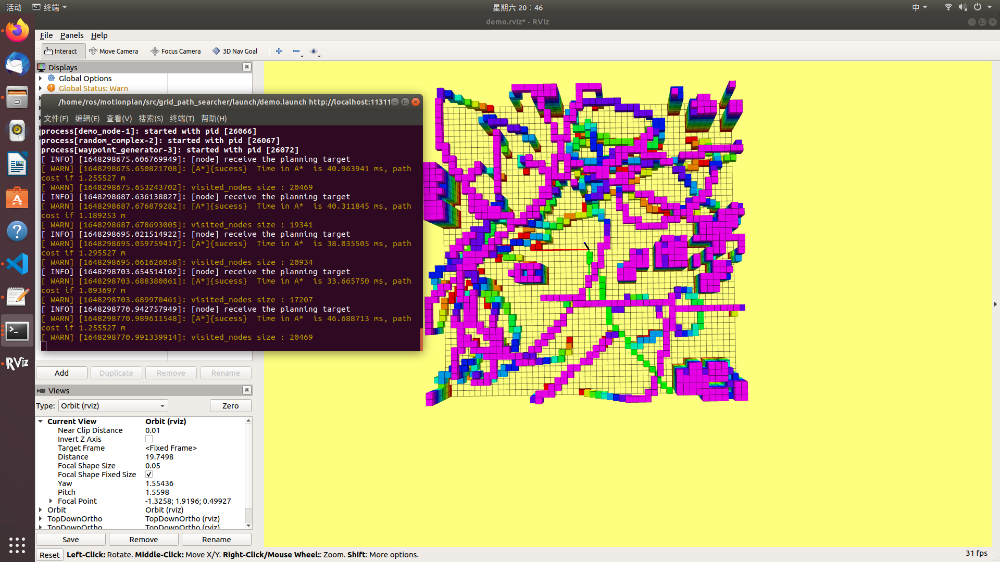 活动
终端
星期六 20：46
中
demo.rviz* - RViz
File Panels Help
Interact Move Camera Focus Camera 3D Nav Goal
Displays
Global Options
Global Status: Warn
/home/ros/motionplan/src/grid_path_searcher/launch/demo.launch http://localhost:11311
文件(F) 编辑(E) 查看(V) 搜索(S) 终端(T) 帮助(H)
process[demo_node-1]: started with pid [26066]
process[random_complex-2]: started with pid [26067]
process[waypoint_generator-3]: started with pid [26072]
[ INFO] [1648298675.606769949]: [node] receive the planning target
[ WARN] [1648298675.650821708]: [A*]{sucess}  Time in A*  is 40.963941 ms, path
cost if 1.255527 m
[ WARN] [1648298675.653243702]: visited_nodes size : 20469
[ INFO] [1648298687.636138827]: [node] receive the planning target
[ WARN] [1648298687.676879282]: [A*]{sucess}  Time in A*  is 40.311845 ms, path
cost if 1.189253 m
[ WARN] [1648298687.678693005]: visited_nodes size : 19341
[ INFO] [1648298695.021514922]: [node] receive the planning target
[ WARN] [1648298695.059759417]: [A*]{sucess}  Time in A*  is 38.035505 ms, path
cost if 1.295527 m
[ WARN] [1648298695.061626058]: visited_nodes size : 20934
[ INFO] [1648298703.654514102]: [node] receive the planning target
[ WARN] [1648298703.688380061]: [A*]{sucess}  Time in A*  is 33.665750 ms, path
cost if 1.093697 m
[ WARN] [1648298703.689970461]: visited_nodes size : 17207
[ INFO] [1648298770.942757949]: [node] receive the planning target
[ WARN] [1648298770.989611548]: [A*]{sucess}  Time in A*  is 46.688713 ms, path
cost if 1.255527 m
[ WARN] [1648298770.991339914]: visited_nodes size : 20469
RViz
Add Duplicate Remove Rename
Views
Type: Orbit (rviz) Zero
Current View Orbit (rviz)
Near Clip Distance 0.01
Invert Z Axis
Target Frame <Fixed Frame>
Distance 19.7498
Focal Shape Size 0.05
Focal Shape Fixed Size
Yaw 1.55436
Pitch 1.5598
Focal Point -1.3258; 1.9196; 0.49927
Orbit Orbit (rviz)
TopDownOrtho TopDownOrtho (rviz)
TopDownOrtho TopDownOrtho (rviz)
Save Remove Rename
Reset Left-Click: Rotate. Middle-Click: Move X/Y. Right-Click/Mouse Wheel:: Zoom. Shift: More options.
31 fps